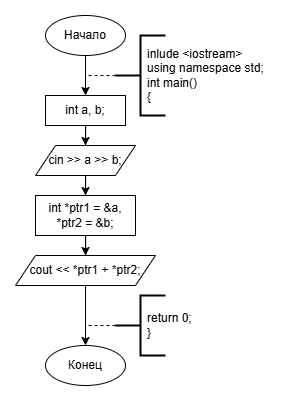 Начало
inlude <iostream>
using namespace std;
int main()
{
int a, b;
cin >> a >> b;
int *ptr1 = &a,
*ptr2 = &b;
cout << *ptr1 + *ptr2;
return 0;
}
Конец